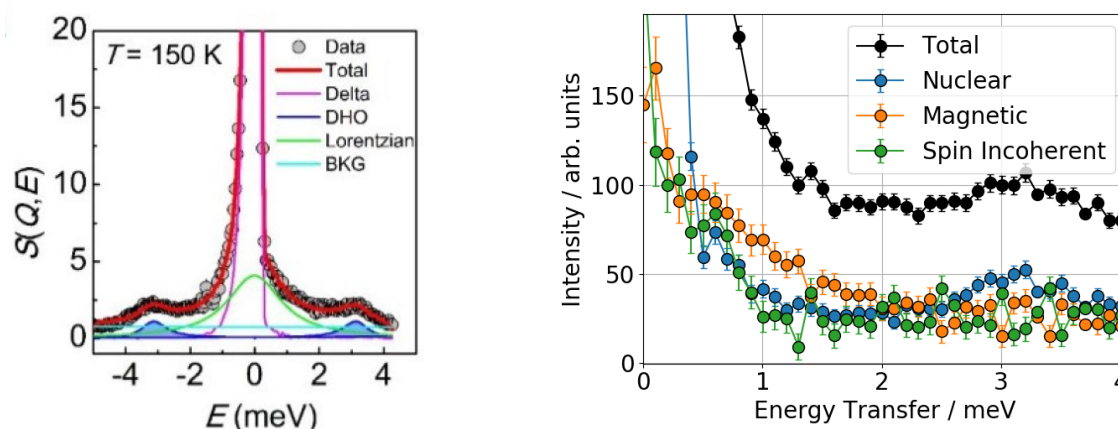 T = 150 K
Data
Total
Delta
DHO
Lorentzian
BKG
20
15
10
5
0
S(Q,E)
-4 -2 0 2 4
E (meV)
Total
Nuclear
Magnetic
Spin Incoherent
150
100
50
0
Intensity / arb. units
0 1 2 3 4
Energy Transfer / meV